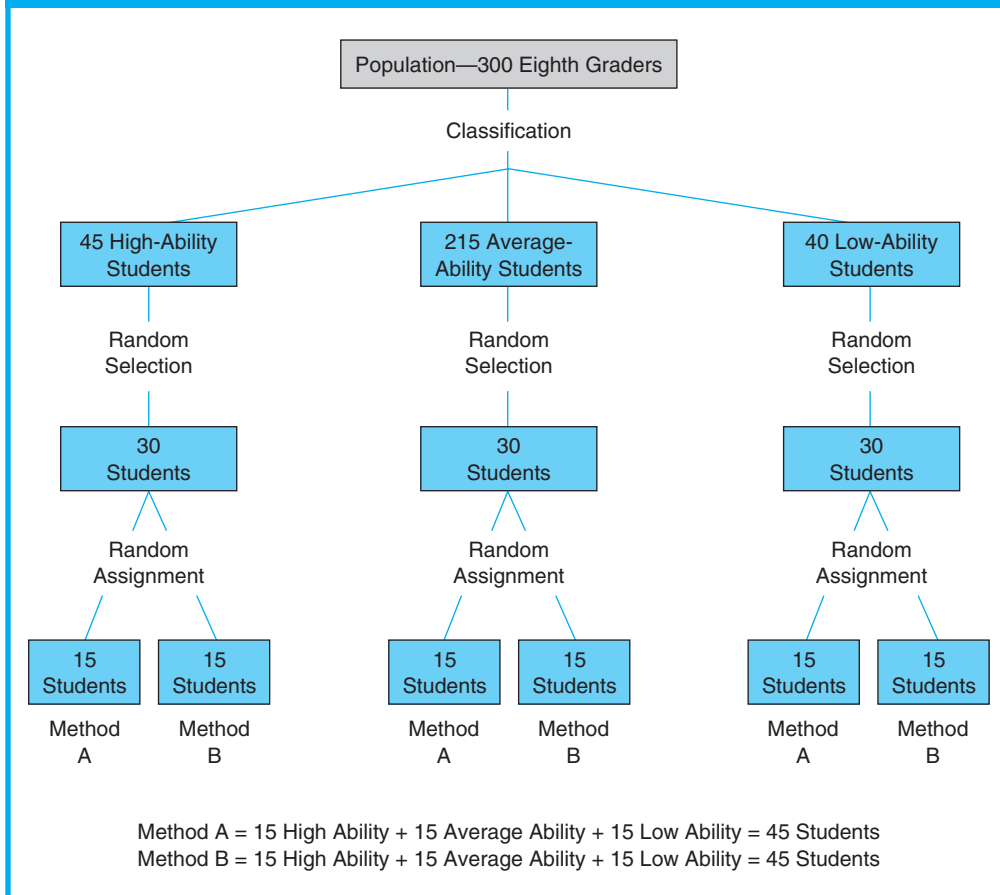 Population—300 Eighth Graders
Classification
45 High-Ability
Students
215 Average-
Ability Students
40 Low-Ability
Students
Random
Selection
Random
Selection
Random
Selection
30
Students
30
Students
30
Students
Random
Assignment
Random
Assignment
Random
Assignment
15
Students
15
Students
15
Students
15
Students
15
Students
15
Students
Method
A
Method
B
Method
A
Method
B
Method
A
Method
B
Method A = 15 High Ability + 15 Average Ability + 15 Low Ability = 45 Students
Method B = 15 High Ability + 15 Average Ability + 15 Low Ability = 45 Students